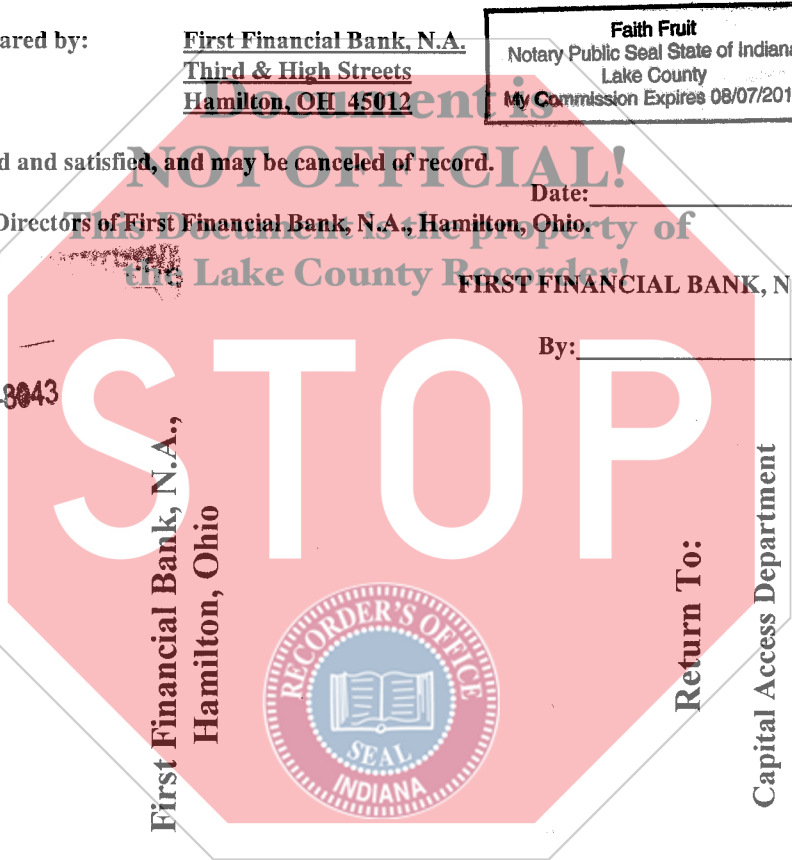 ared by: First Financial Bank, N.A.
Third & High Streets
Hamilton, OH 45012
Faith Fruit
Notary Public Seal State of Indiana
Lake County
My Commission Expires 08/07/201
Document is
NOT OFFICIAL!
This Document is the property of
the Lake County Recorder!
d and satisfied, and may be canceled of record.
Date:
Directors of First Financial Bank, N.A., Hamilton, Ohio.
FIRST FINANCIAL BANK, N
By:
STOP
-8043
First Financial Bank, N.A.,
Hamilton, Ohio
Return To:
Capital Access Department
RECORDER'S OFFICE
SEAL
INDIANA